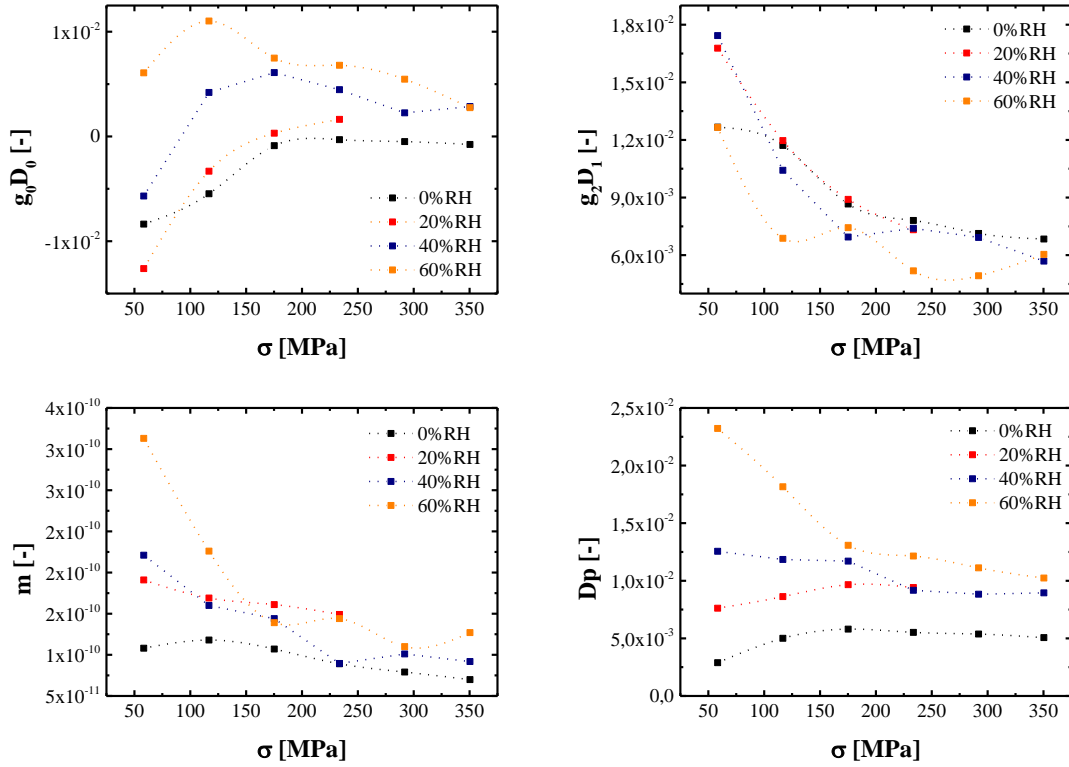 1x10⁻²
0
-1x10⁻²
g₀D₀ [-]
0%RH
20%RH
40%RH
60%RH
50 100 150 200 250 300 350
σ [MPa]
1,8x10⁻²
1,5x10⁻²
1,2x10⁻²
9,0x10⁻³
6,0x10⁻³
g₂D₁ [-]
0%RH
20%RH
40%RH
60%RH
50 100 150 200 250 300 350
σ [MPa]
4x10⁻¹⁰
3x10⁻¹⁰
3x10⁻¹⁰
2x10⁻¹⁰
2x10⁻¹⁰
2x10⁻¹⁰
1x10⁻¹⁰
5x10⁻¹¹
m [-]
0%RH
20%RH
40%RH
60%RH
50 100 150 200 250 300 350
σ [MPa]
2,5x10⁻²
2,0x10⁻²
1,5x10⁻²
1,0x10⁻²
5,0x10⁻³
0,0
Dp [-]
0%RH
20%RH
40%RH
60%RH
50 100 150 200 250 300 350
σ [MPa]